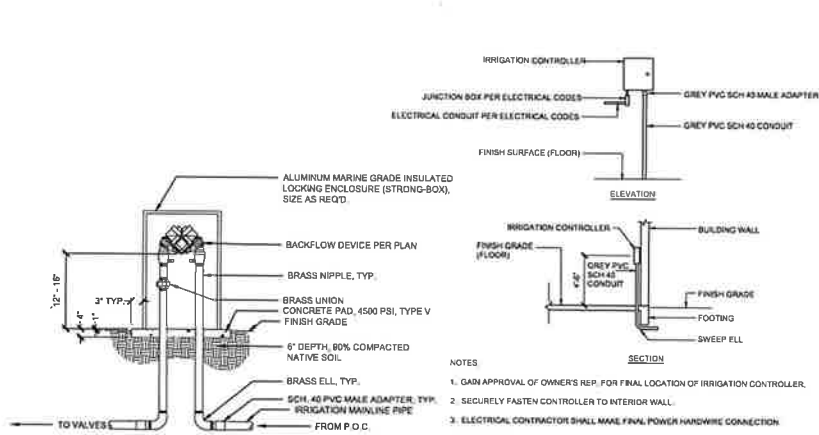 IRRIGATION CONTROLLER
JUNCTION BOX PER ELECTRICAL CODES
ELECTRICAL CONDUIT PER ELECTRICAL CODES
GREY PVC SCH 40 MALE ADAPTER
GREY PVC SCH 40 CONDUIT
FINISH SURFACE (FLOOR)
ELEVATION
ALUMINUM MARINE GRADE INSULATED
LOCKING ENCLOSURE (STRONG-BOX),
SIZE AS REQ'D.
BACKFLOW DEVICE PER PLAN
BRASS NIPPLE, TYP.
12" - 16"
3" TYP.
4"
1"
BRASS UNION
CONCRETE PAD, 4500 PSI, TYPE V
FINISH GRADE
6" DEPTH, 90% COMPACTED
NATIVE SOIL
BRASS ELL, TYP.
SCH. 40 PVC MALE ADAPTER, TYP.
IRRIGATION MAINLINE PIPE
TO VALVES
FROM P.O.C.
IRRIGATION CONTROLLER
BUILDING WALL
FINISH GRADE
(FLOOR)
GREY PVC
SCH 40
CONDUIT
FINISH GRADE
FOOTING
SWEEP ELL
SECTION
NOTES
1. GAIN APPROVAL OF OWNER'S REP. FOR FINAL LOCATION OF IRRIGATION CONTROLLER.
2. SECURELY FASTEN CONTROLLER TO INTERIOR WALL.
3. ELECTRICAL CONTRACTOR SHALL MAKE FINAL POWER HARDWIRE CONNECTION